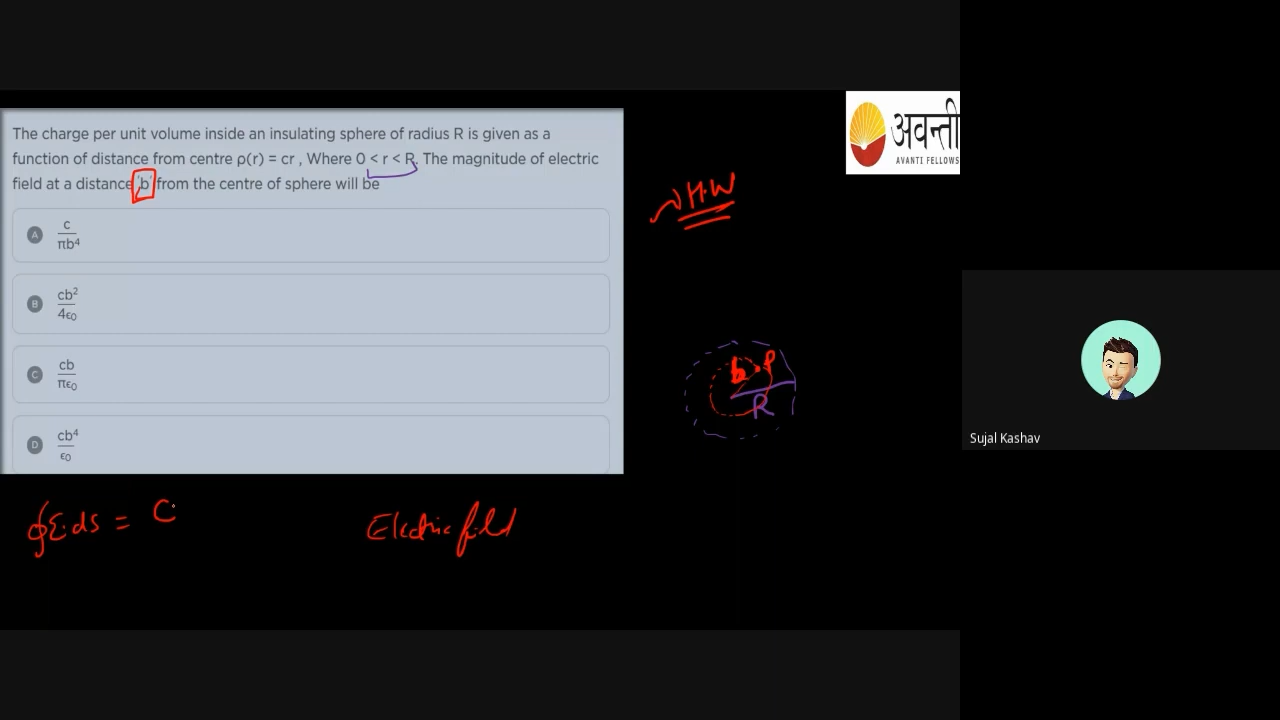 The charge per unit volume inside an insulating sphere of radius R is given as a
function of distance from centre ρ(r) = cr , Where 0 < r < R. The magnitude of electric
field at a distance 'b' from the centre of sphere will be
A c/πb⁴
B cb²/4ϵ₀
C cb/πϵ₀
D cb⁴/ϵ₀
H.W
अवन्ती
AVANTI FELLOWS
b P
R
∮E.ds = C
Electric field
Sujal Kashav